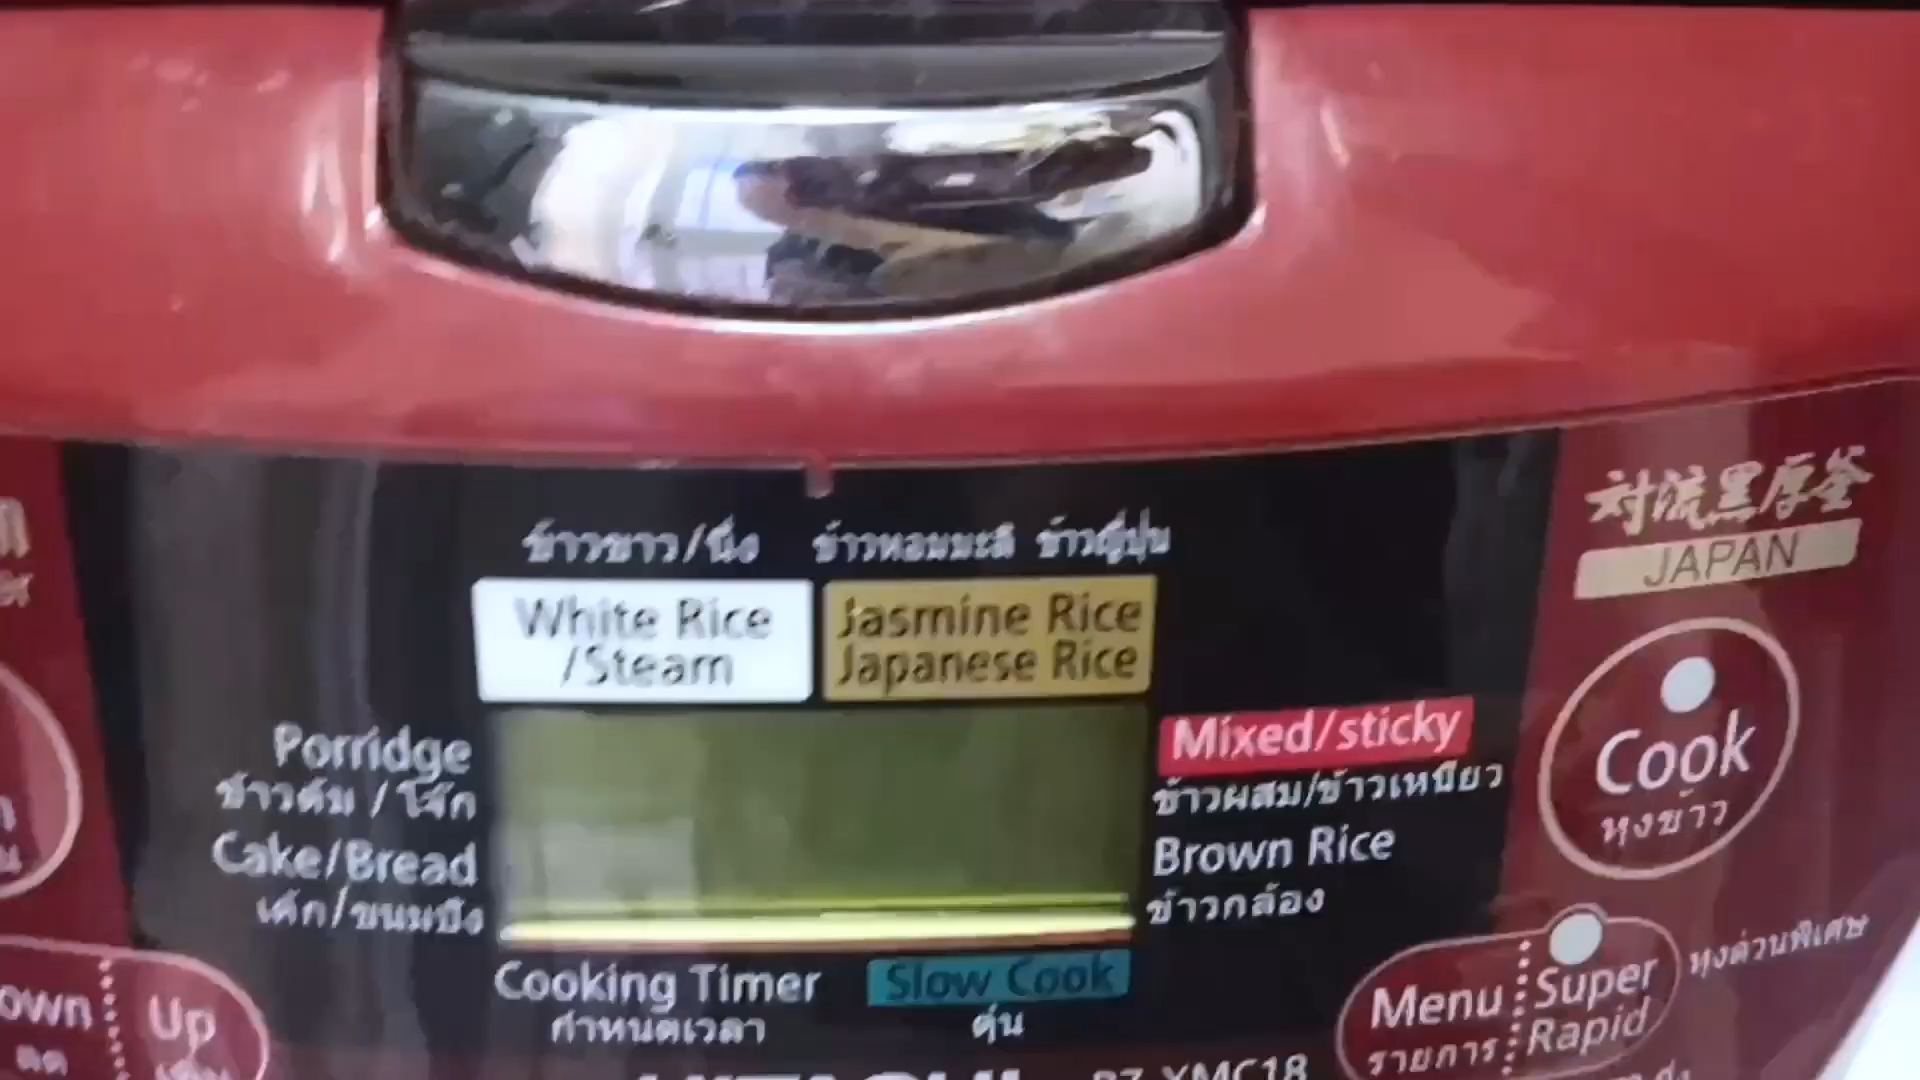 対流黒厚釜
JAPAN
ข้าวขาว/นึ่ง
ข้าวหอมมะลิ ข้าวญี่ปุ่น
White Rice
/Steam
Jasmine Rice
Japanese Rice
Porridge
ข้าวต้ม / โจ๊ก
Cake/Bread
เค้ก/ขนมปัง
Mixed/sticky
ข้าวผสม/ข้าวเหนียว
Brown Rice
ข้าวกล้อง
Cook
หุงข้าว
Cooking Timer
กำหนดเวลา
Slow Cook
ตุ๋น
Up
Menu
รายการ
Super
Rapid
หุงด่วนพิเศษ
HITACHI
RZ-XMC18